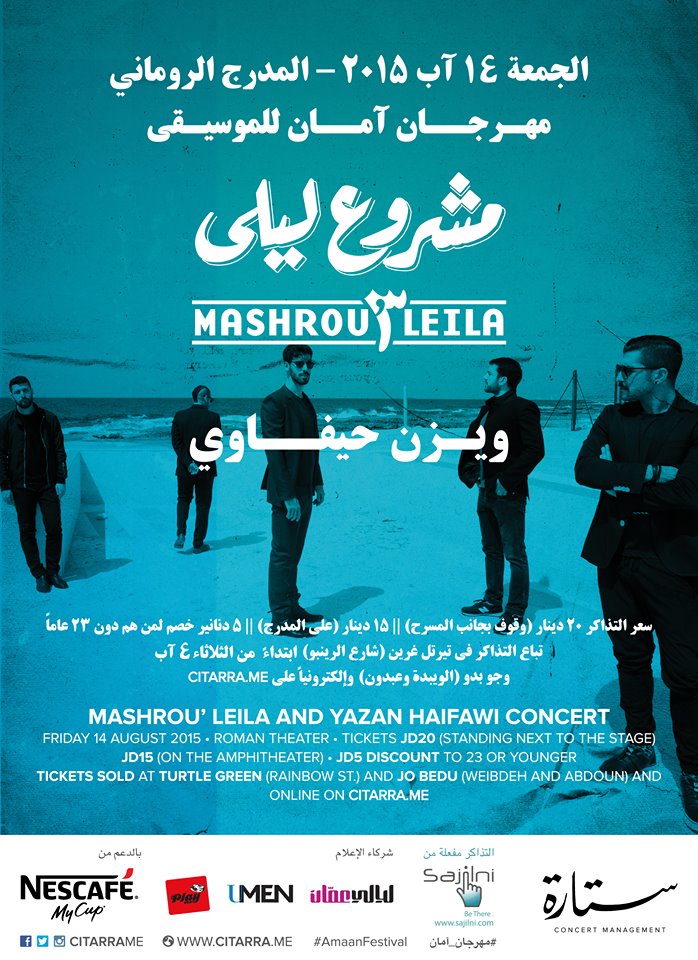 الجمعة ١٤ آب ٢٠١٥ – المدرج الروماني
مهرجان آمان للموسيقى
مشروع ليلى
MASHROU٣LEILA
ويزن حيفاوي
سعر التذاكر ٢٠ دينار (وقوف بجانب المسرح) || ١٥ دينار (على المدرج) || ٥ دنانير خصم لمن هم دون ٢٣ عاماً
تباع التذاكر في تيرتل غرين (شارع الرينبو) ابتداءً من الثلاثاء ٤ آب
وجو بدو (الويبدة وعبدون) وإلكترونياً على CITARRA.ME
MASHROU' LEILA AND YAZAN HAIFAWI CONCERT
FRIDAY 14 AUGUST 2015 • ROMAN THEATER • TICKETS JD20 (STANDING NEXT TO THE STAGE)
JD15 (ON THE AMPHITHEATER) • JD5 DISCOUNT TO 23 OR YOUNGER
TICKETS SOLD AT TURTLE GREEN (RAINBOW ST.) AND JO BEDU (WEIBDEH AND ABDOUN) AND
ONLINE ON CITARRA.ME
التذاكر مفعلة من
شركاء الإعلام
بالدعم من
NESCAFÉ.
My Cup
UMEN
ليالي عمّان
Sajilni
Be There..
www.sajilni.com
ستارة
CONCERT MANAGEMENT
CITARRAME
WWW.CITARRA.ME
#AmaanFestival
#مهرجان_امان